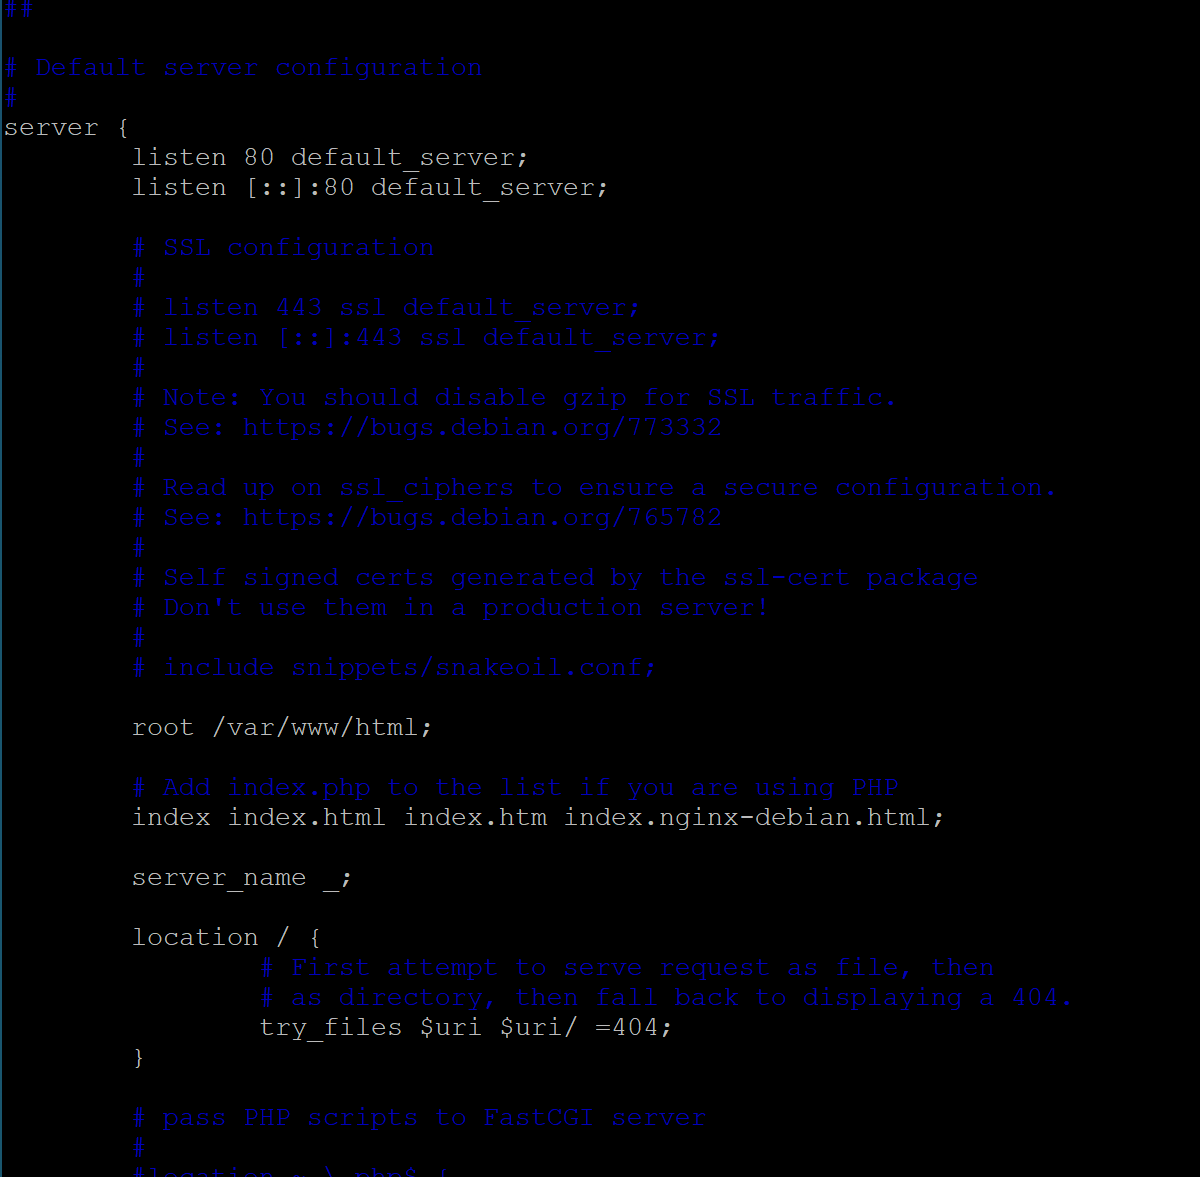 ##
# Default server configuration
#
server {
listen 80 default_server;
listen [::]:80 default_server;
# SSL configuration
#
# listen 443 ssl default_server;
# listen [::]:443 ssl default_server;
#
# Note: You should disable gzip for SSL traffic.
# See: https://bugs.debian.org/773332
#
# Read up on ssl_ciphers to ensure a secure configuration.
# See: https://bugs.debian.org/765782
#
# Self signed certs generated by the ssl-cert package
# Don't use them in a production server!
#
# include snippets/snakeoil.conf;
root /var/www/html;
# Add index.php to the list if you are using PHP
index index.html index.htm index.nginx-debian.html;
server_name _;
location / {
# First attempt to serve request as file, then
# as directory, then fall back to displaying a 404.
try_files $uri $uri/ =404;
}
# pass PHP scripts to FastCGI server
#
#location ~ \.php$ {